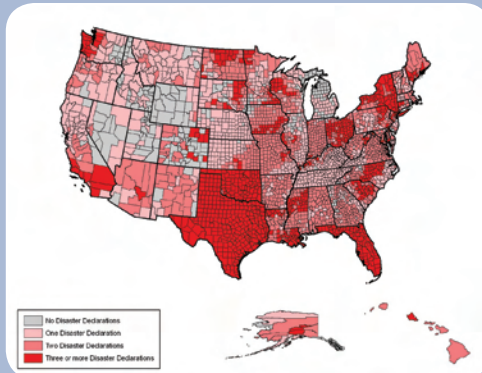 No Disaster Declarations
One Disaster Declaration
Two Disaster Declarations
Three or more Disaster Declarations